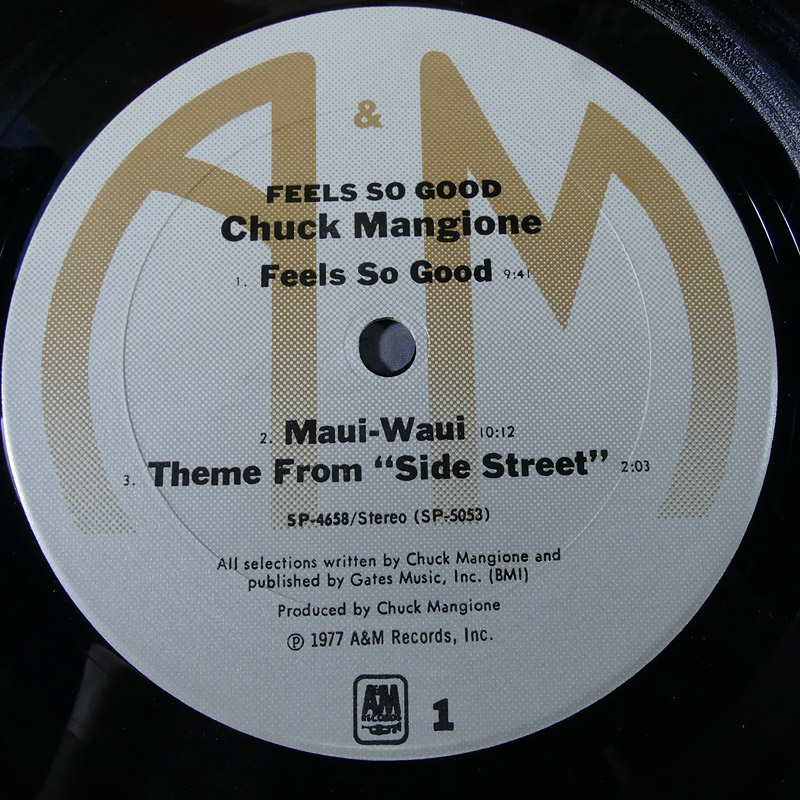 A & M
FEELS SO GOOD
Chuck Mangione
1. Feels So Good 9:41
2. Maui-Waui 10:12
3. Theme From “Side Street” 2:03
SP-4658/Stereo (SP-5053)
All selections written by Chuck Mangione and
published by Gates Music, Inc. (BMI)
Produced by Chuck Mangione
℗ 1977 A&M Records, Inc.
A&M
RECORDS
1